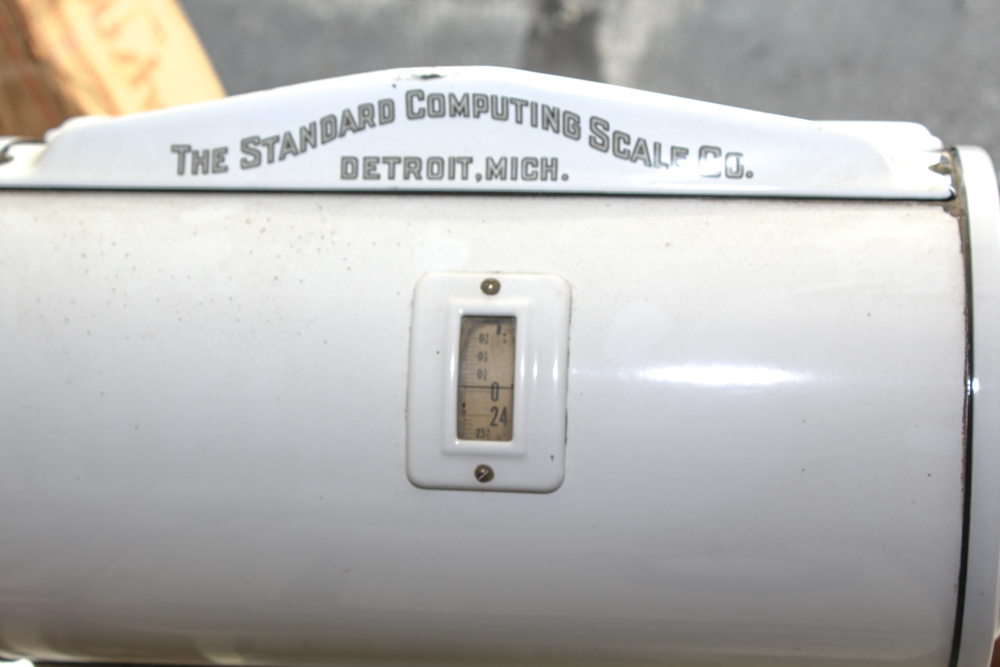 THE STANDARD COMPUTING SCALE CO.
DETROIT, MICH.
0
24